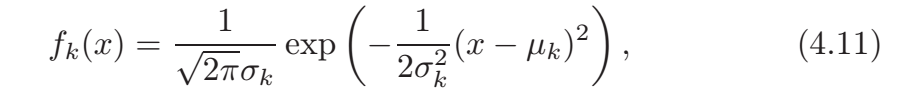 f_k(x) = \frac{1}{\sqrt{2\pi}\sigma_k} \exp\left(-\frac{1}{2\sigma_k^2}(x - \mu_k)^2\right), (4.11)